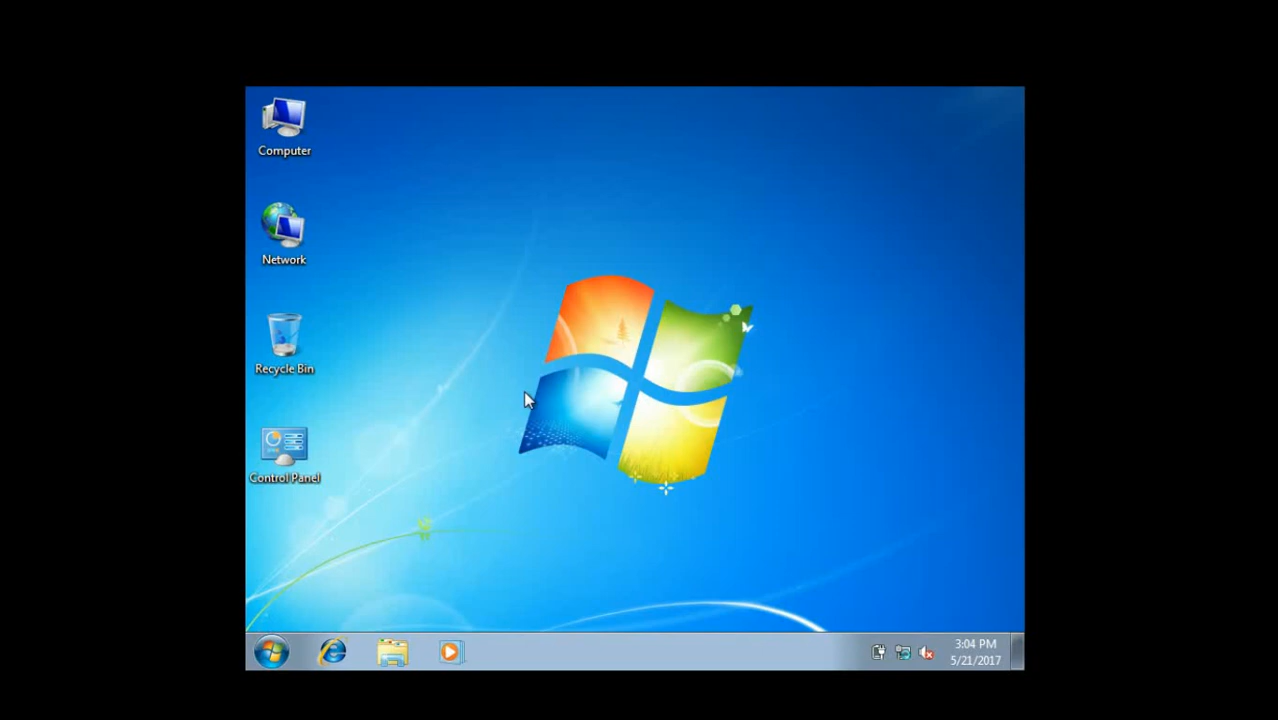 Computer
Network
Recycle Bin
Control Panel
3:04 PM
5/21/2017